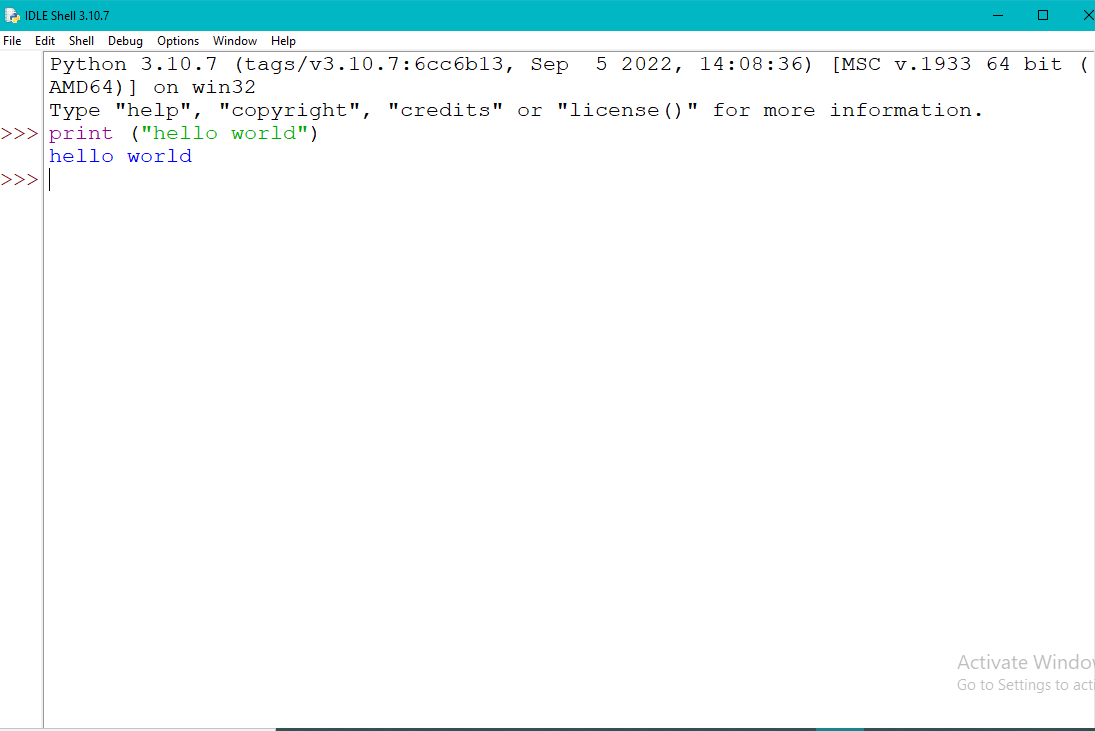 IDLE Shell 3.10.7
File Edit Shell Debug Options Window Help
Python 3.10.7 (tags/v3.10.7:6cc6b13, Sep  5 2022, 14:08:36) [MSC v.1933 64 bit (
AMD64)] on win32
Type "help", "copyright", "credits" or "license()" for more information.
>>> print ("hello world")
hello world
>>>
Activate Windo
Go to Settings to acti